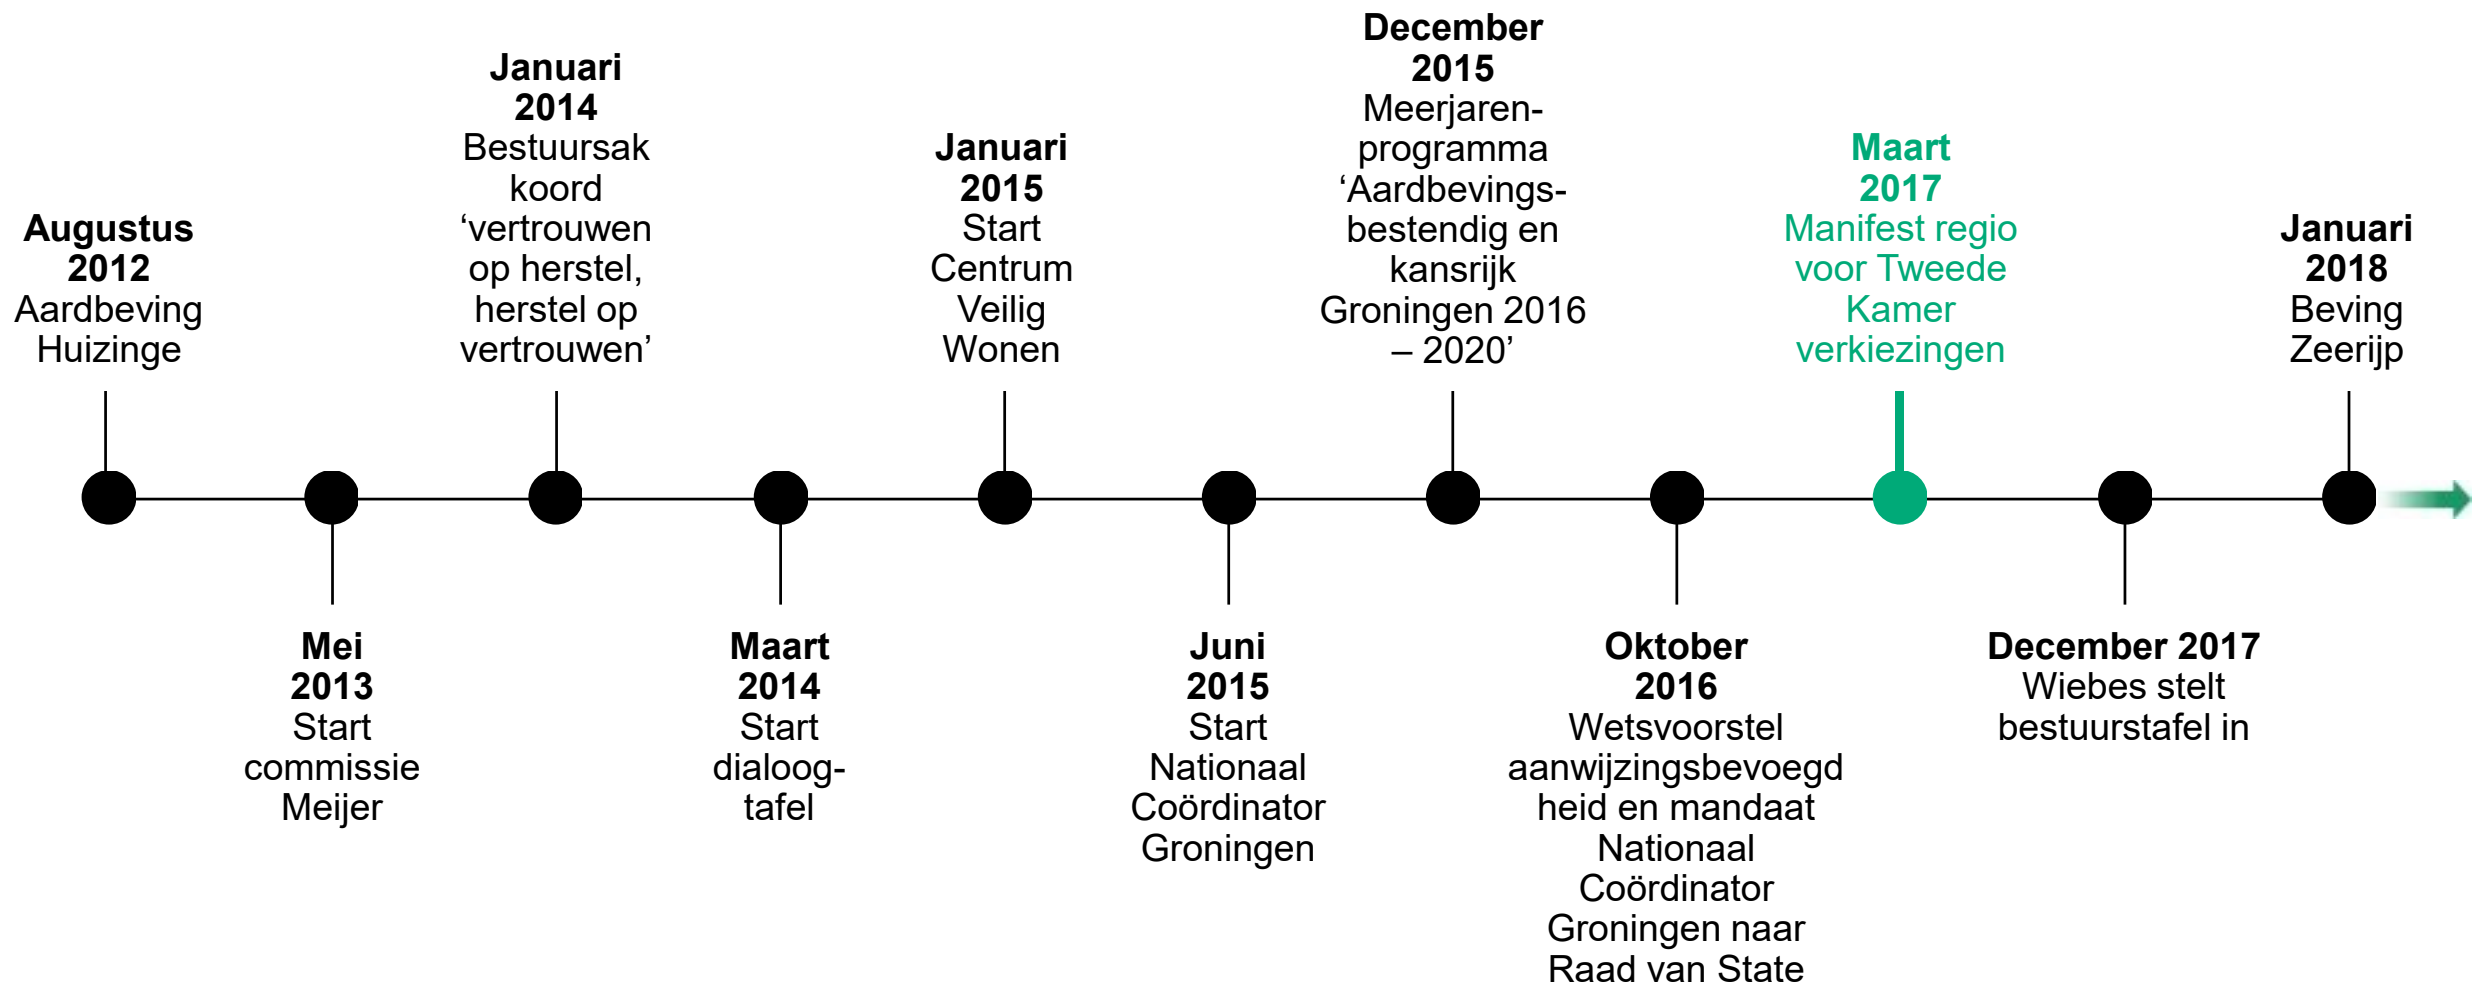 Augustus
2012
Aardbeving
Huizinge
Mei
2013
Start
commissie
Meijer
Januari
2014
Bestuursak
koord
‘vertrouwen
op herstel,
herstel op
vertrouwen’
Maart
2014
Start
dialoog-
tafel
Januari
2015
Start
Centrum
Veilig
Wonen
Juni
2015
Start
Nationaal
Coördinator
Groningen
December
2015
Meerjaren-
programma
‘Aardbevings-
bestendig en
kansrijk
Groningen 2016
– 2020’
Oktober
2016
Wetsvoorstel
aanwijzingsbevoegd
heid en mandaat
Nationaal
Coördinator
Groningen naar
Raad van State
Maart
2017
Manifest regio
voor Tweede
Kamer
verkiezingen
December 2017
Wiebes stelt
bestuurstafel in
Januari
2018
Beving
Zeerijp